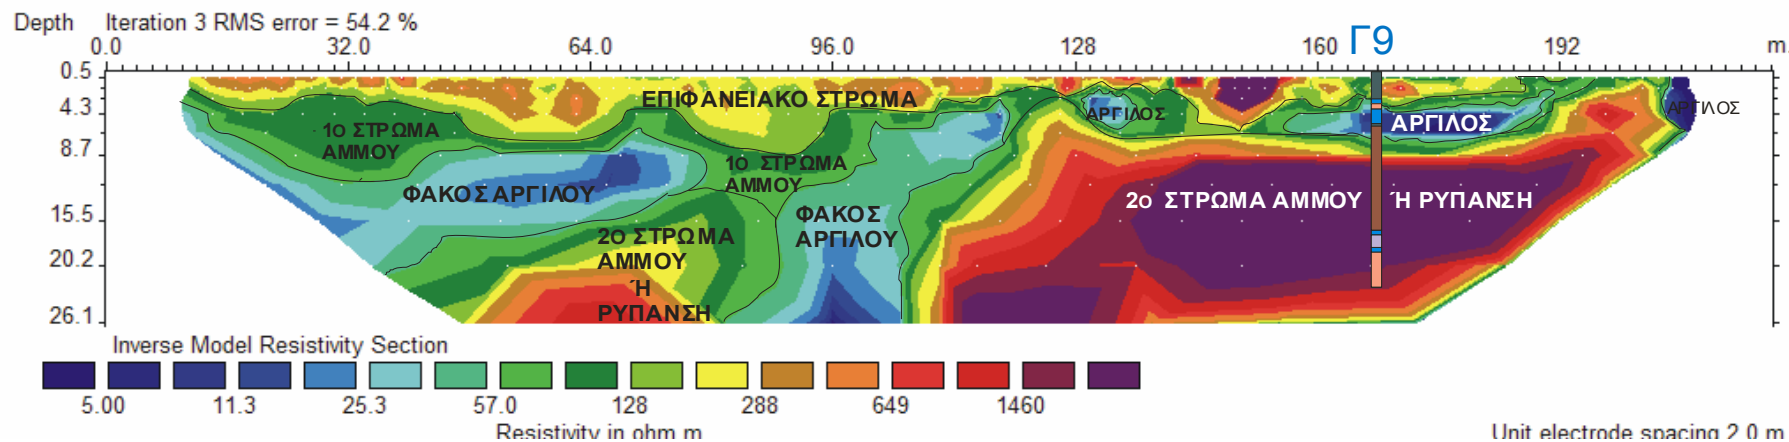 Depth Iteration 3 RMS error = 54.2 %
0.0 32.0 64.0 96.0 128 160 Γ9 192 m.
0.5
4.3
8.7
15.5
20.2
26.1
ΕΠΙΦΑΝΕΙΑΚΟ ΣΤΡΩΜΑ
1ο ΣΤΡΩΜΑ
ΑΜΜΟΥ
ΑΡΓΙΛΟΣ
ΑΡΓΙΛΟΣ
ΑΡΓΙΛΟΣ
1ο ΣΤΡΩΜΑ
ΑΜΜΟΥ
ΦΑΚΟΣ ΑΡΓΙΛΟΥ
ΦΑΚΟΣ
ΑΡΓΙΛΟΥ
2ο ΣΤΡΩΜΑ ΑΜΜΟΥ Ή ΡΥΠΑΝΣΗ
2ο ΣΤΡΩΜΑ
ΑΜΜΟΥ
Ή
ΡΥΠΑΝΣΗ
Inverse Model Resistivity Section
5.00 11.3 25.3 57.0 128 288 649 1460
Resistivity in ohm.m
Unit electrode spacing 2.0 m.